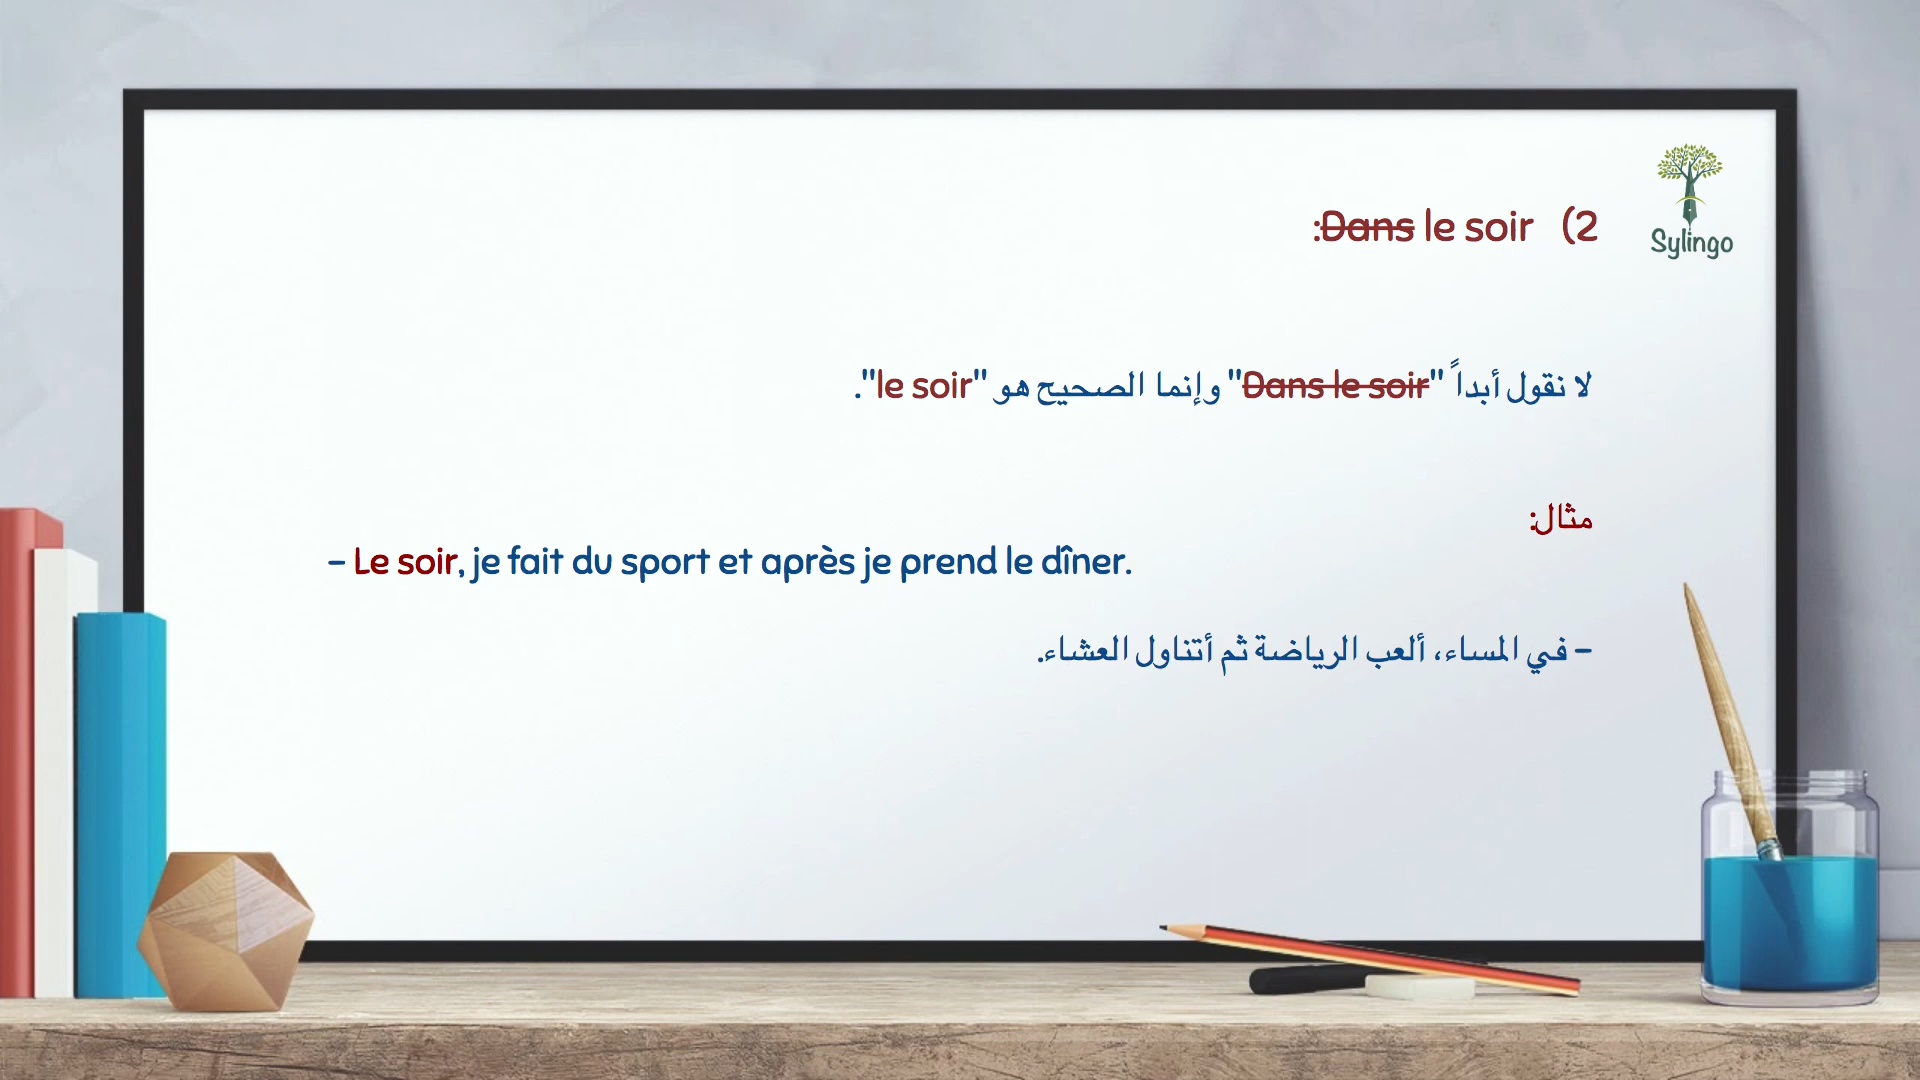 2) Dans le soir:
Sylingo
لا نقول أبداً "Dans le soir" وإنما الصحيح هو "le soir".
مثال:
– Le soir, je fait du sport et après je prend le dîner.
– في المساء، ألعب الرياضة ثم أتناول العشاء.